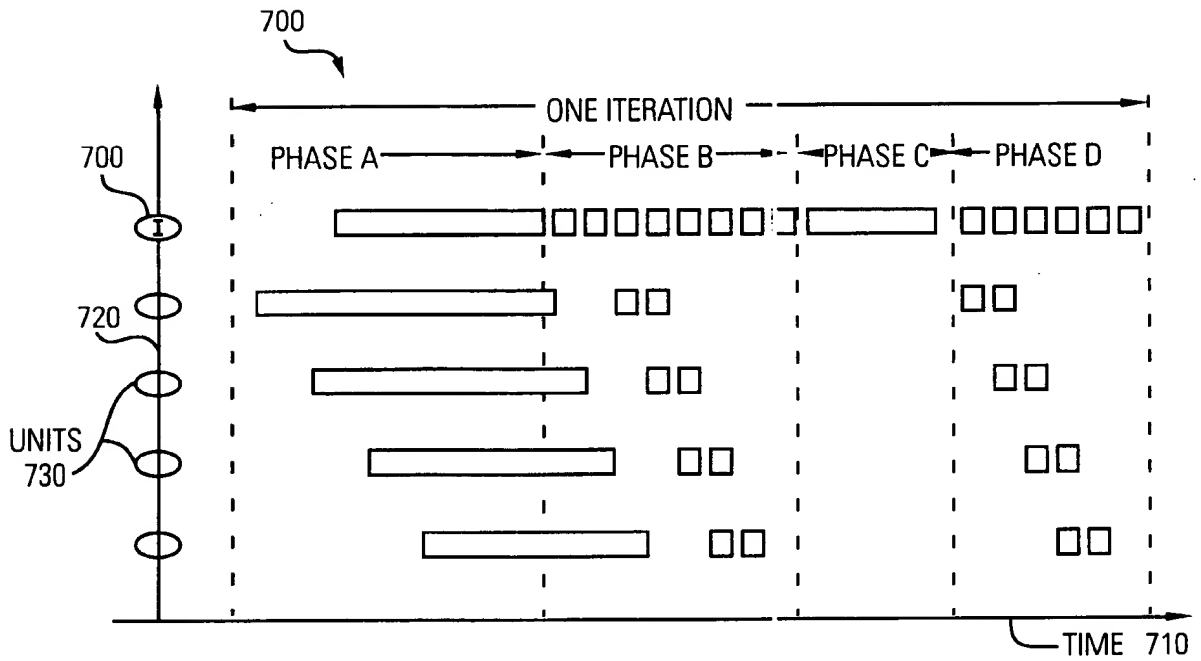 700
ONE ITERATION
PHASE A
PHASE B
PHASE C
PHASE D
700
I
720
UNITS
730
TIME 710